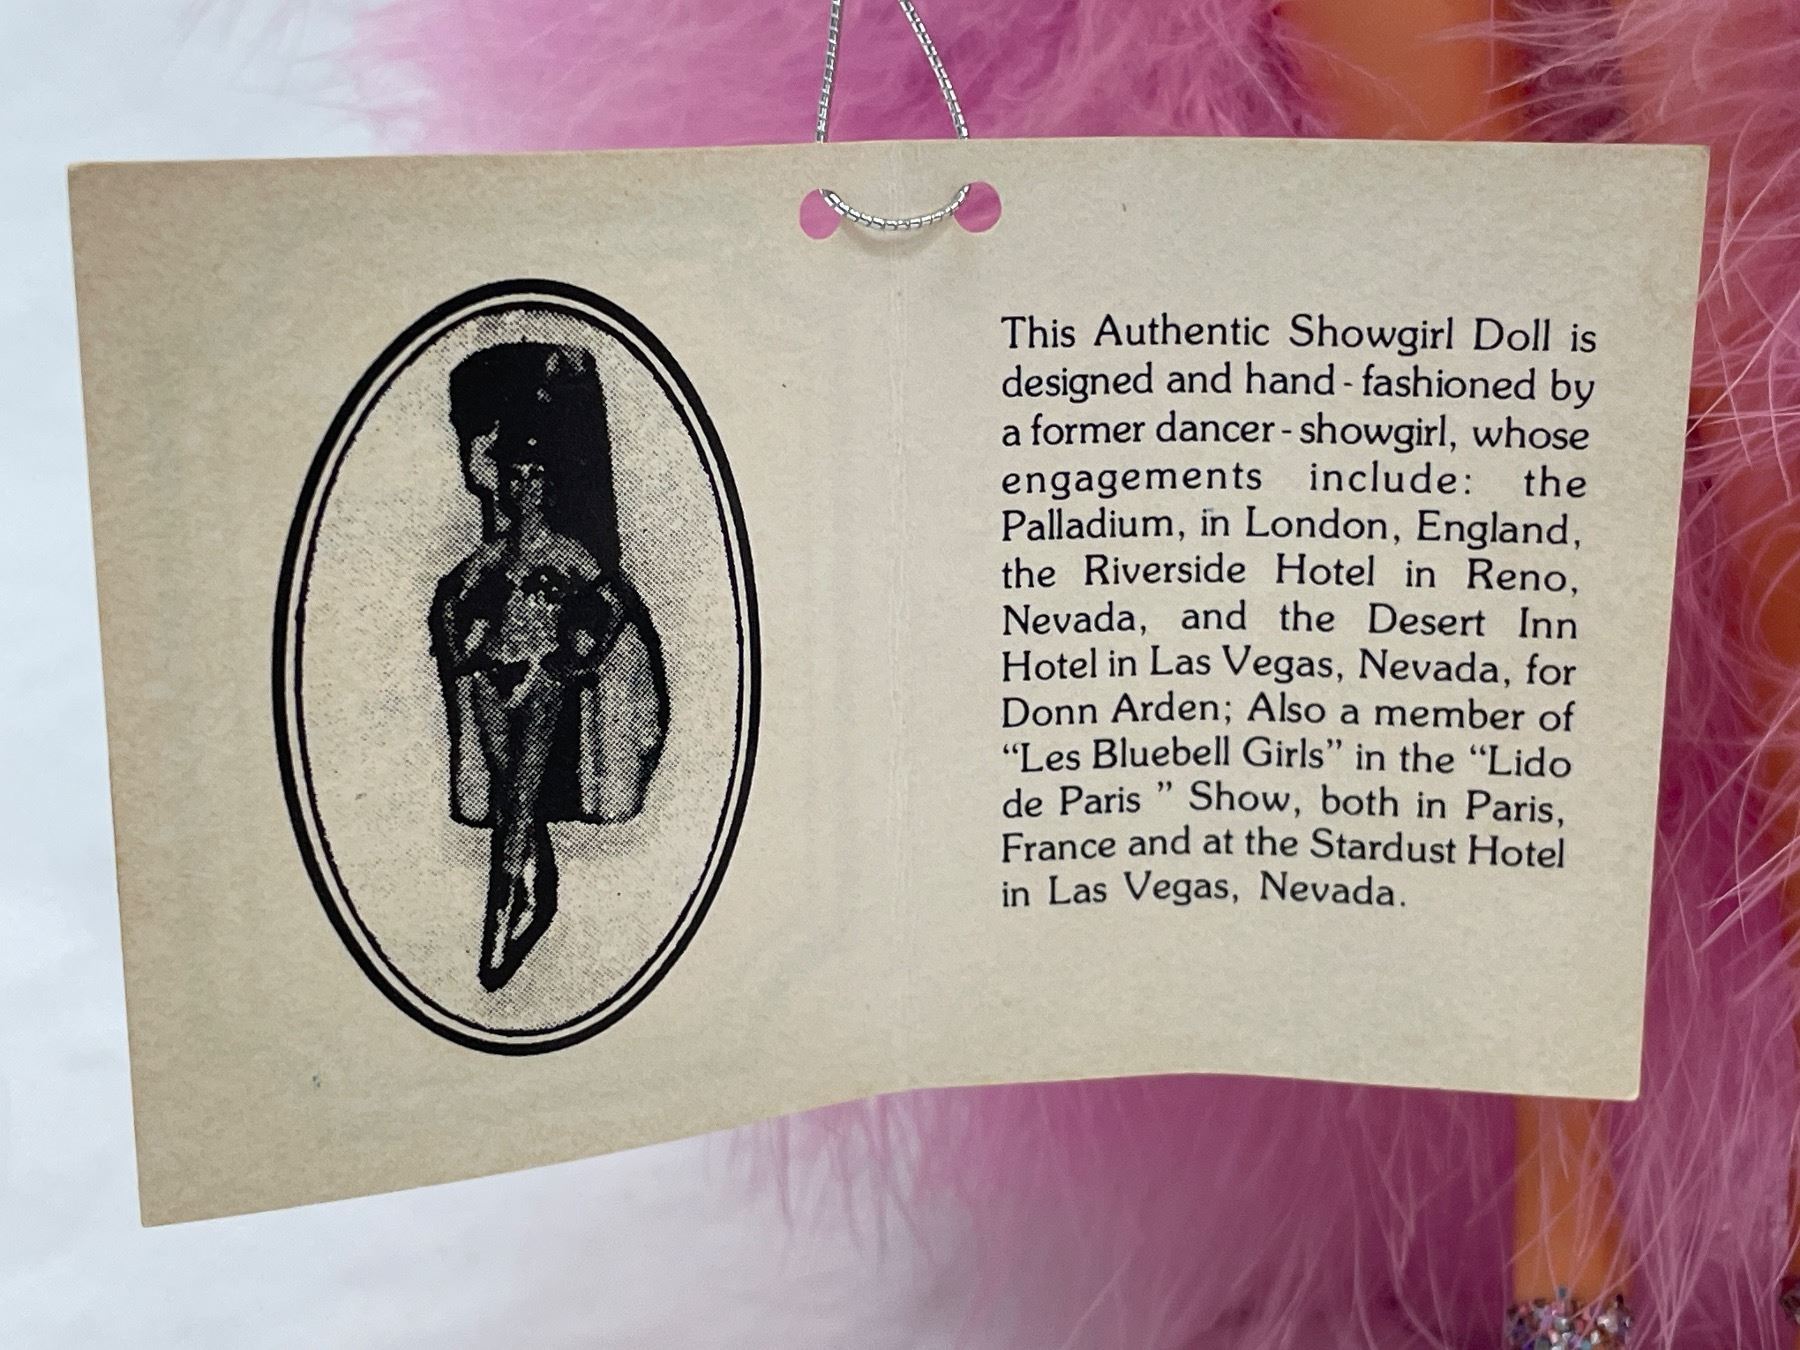 This Authentic Showgirl Doll is
designed and hand-fashioned by
a former dancer-showgirl, whose
engagements include: the
Palladium, in London, England,
the Riverside Hotel in Reno,
Nevada, and the Desert Inn
Hotel in Las Vegas, Nevada, for
Donn Arden; Also a member of
“Les Bluebell Girls” in the “Lido
de Paris ” Show, both in Paris,
France and at the Stardust Hotel
in Las Vegas, Nevada.